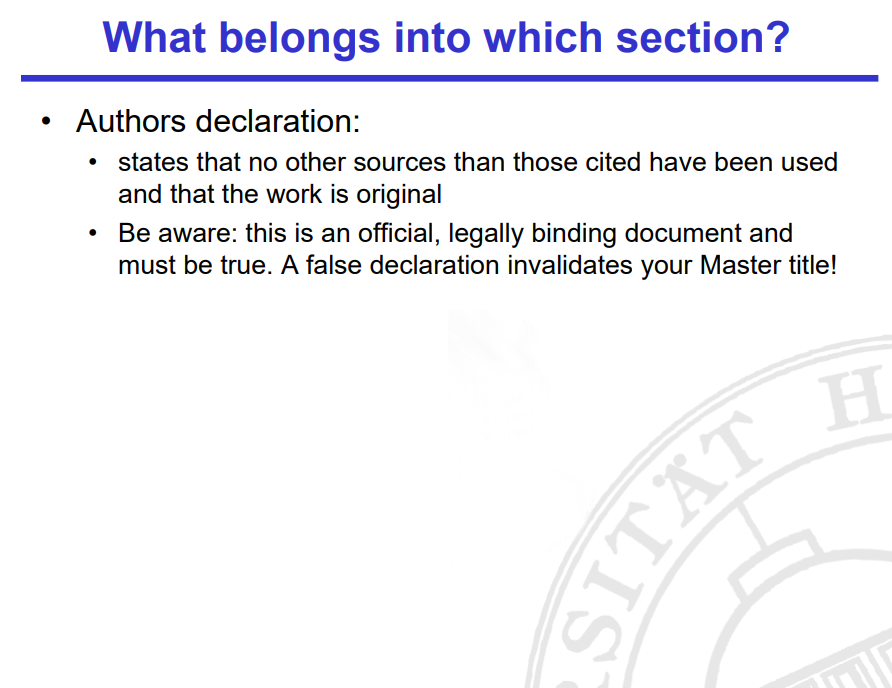 What belongs into which section?
• Authors declaration:
• states that no other sources than those cited have been used
and that the work is original
• Be aware: this is an official, legally binding document and
must be true. A false declaration invalidates your Master title!
RSITÄT H